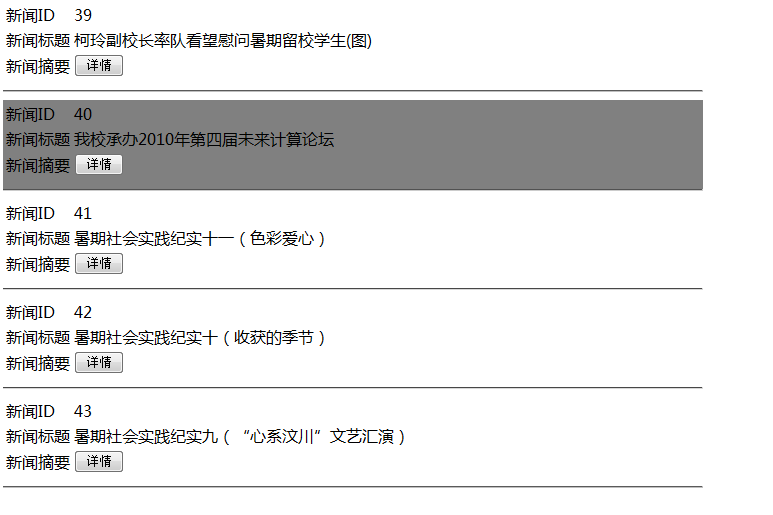 新闻ID 39
新闻标题 柯玲副校长率队看望慰问暑期留校学生(图)
新闻摘要 详情
新闻ID 40
新闻标题 我校承办2010年第四届未来计算论坛
新闻摘要 详情
新闻ID 41
新闻标题 暑期社会实践纪实十一（色彩爱心）
新闻摘要 详情
新闻ID 42
新闻标题 暑期社会实践纪实十（收获的季节）
新闻摘要 详情
新闻ID 43
新闻标题 暑期社会实践纪实九（“心系汶川”文艺汇演）
新闻摘要 详情